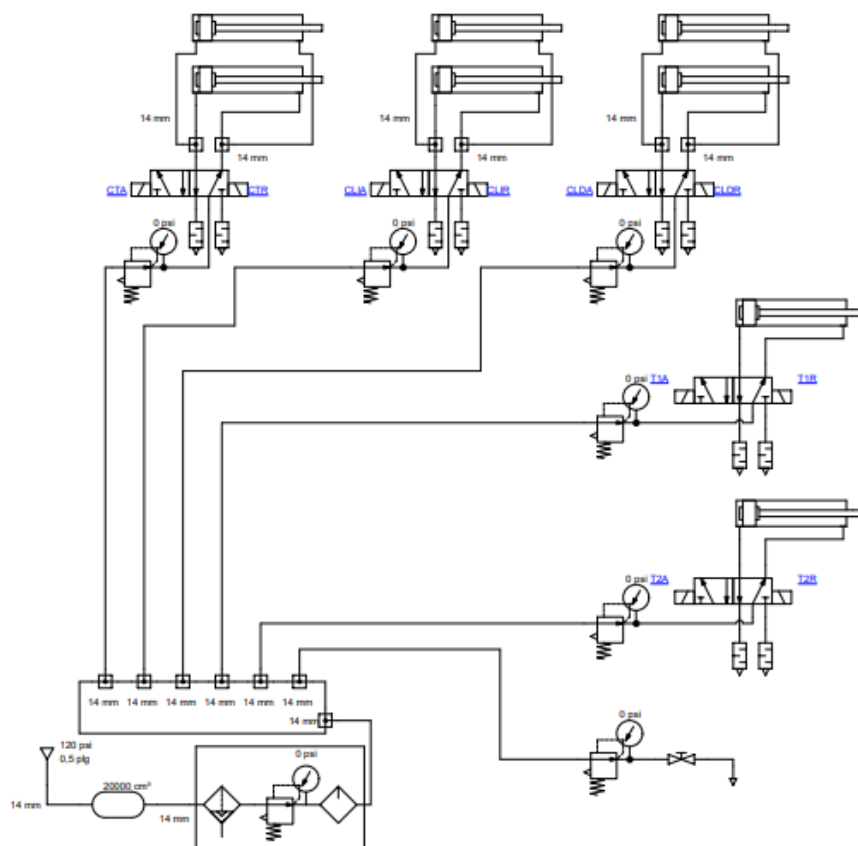 14 mm
14 mm
14 mm
14 mm
14 mm
14 mm
CTA
CTR
CLIA
CLIR
CLDA
CLDR
0 psi
0 psi
0 psi
0 psi
T1A
T1R
0 psi
T2A
T2R
14 mm
14 mm
14 mm
14 mm
14 mm
14 mm
14 mm
0 psi
120 psi
0,5 plg
0 psi
20000 cm³
14 mm
14 mm